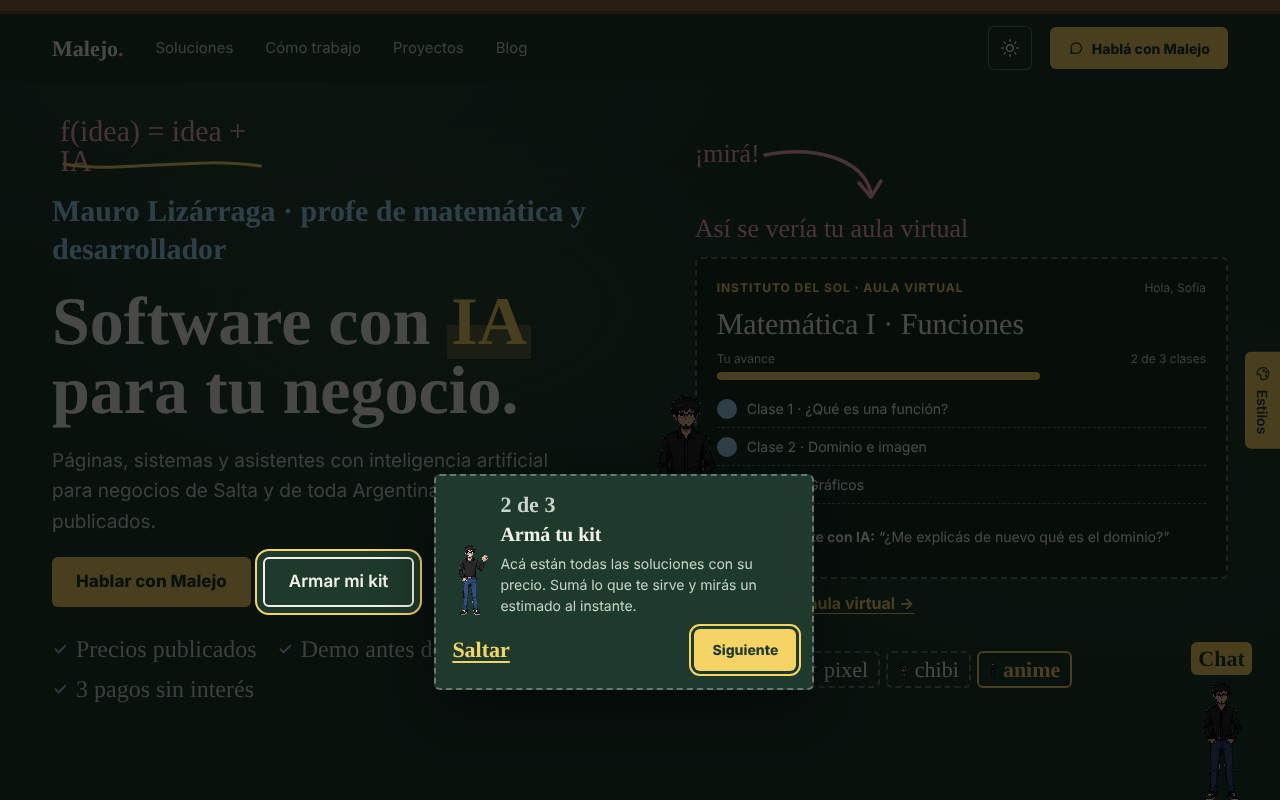 Malejo.
Soluciones
Cómo trabajo
Proyectos
Blog
Hablá con Malejo
f(idea) = idea +
IA
Mauro Lizárraga · profe de matemática y
desarrollador
Software con IA
para tu negocio.
Páginas, sistemas y asistentes con inteligencia artificial
para negocios de Salta y de toda Argentina
publicados.
Hablar con Malejo
Armar mi kit
Precios publicados
Demo antes d
3 pagos sin interés
¡mirá!
Así se vería tu aula virtual
INSTITUTO DEL SOL · AULA VIRTUAL
Hola, Sofía
Matemática I · Funciones
Tu avance
2 de 3 clases
Clase 1 · ¿Qué es una función?
Clase 2 · Dominio e imagen
Gráficos
con IA: “¿Me explicás de nuevo qué es el dominio?”
aula virtual →
pixel
chibi
anime
Estilos
2 de 3
Armá tu kit
Acá están todas las soluciones con su
precio. Sumá lo que te sirve y mirás un
estimado al instante.
Saltar
Siguiente
Chat